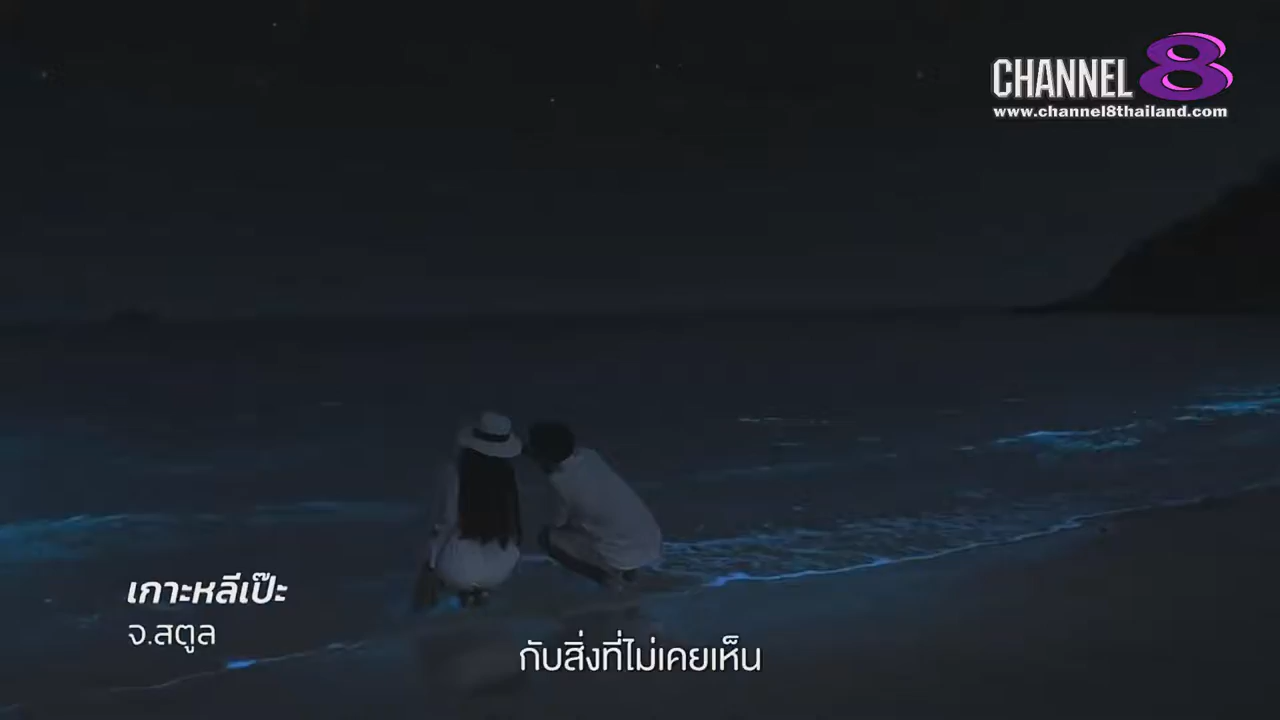 CHANNEL 8
www.channel8thailand.com
เกาะหลีเป๊ะ
จ.สตูล
กับสิ่งที่ไม่เคยเห็น